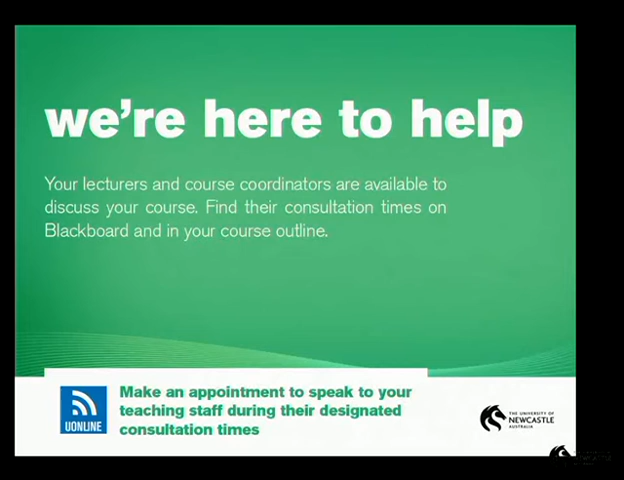 we're here to help
Your lecturers and course coordinators are available to
discuss your course. Find their consultation times on
Blackboard and in your course outline.
Make an appointment to speak to your
teaching staff during their designated
consultation times
UONLINE
THE UNIVERSITY OF
NEWCASTLE
AUSTRALIA
NEWCASTLE